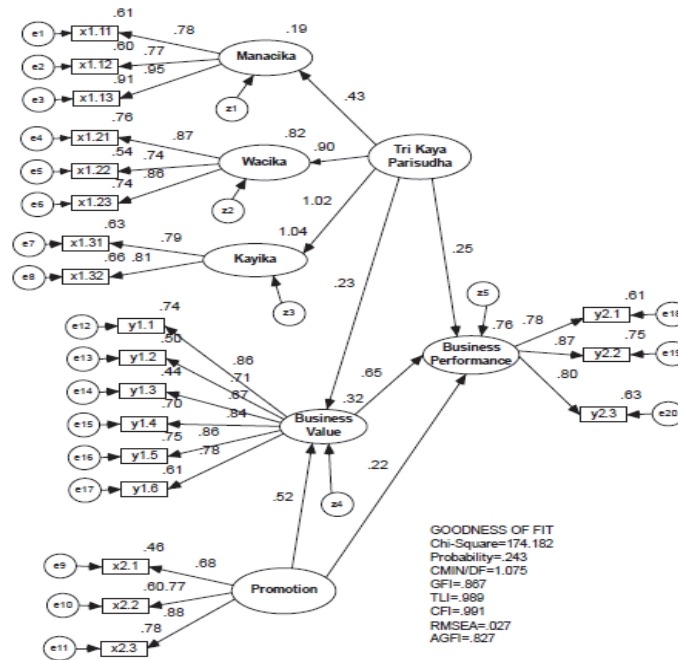 .61
e1 x1.11 .78 .19
.60
e2 x1.12 .77 Manacika
.95
.91
e3 x1.13
z1
.43
.76
e4 x1.21 .87 .82
.90 Tri Kaya
Parisudha
.54
e5 x1.22 .74 Wacika
.86
.74
e6 x1.23
z2
1.02
.63
e7 x1.31 .79 1.04
.25
.66 .81 Kayika
e8 x1.32
.23
z3
z5
.74
e12 y1.1
.61
.76 .78 y2.1 e18
.50
e13 y1.2 .86
Business
Performance
.87 .75
y2.2 e19
.71
.44
e14 y1.3 .67
.65
.80
.32
.70
e15 y1.4 .84
Business
Value
.63
y2.3 e20
.75
e16 y1.5 .86
.78
.61
e17 y1.6
.22
.52
z4
GOODNESS OF FIT
Chi-Square=174.182
Probability=.243
CMIN/DF=1.075
GFI=.867
TLI=.989
CFI=.991
RMSEA=.027
AGFI=.827
.46
e9 x2.1 .68
.60 .77 Promotion
e10 x2.2
.88
.78
e11 x2.3